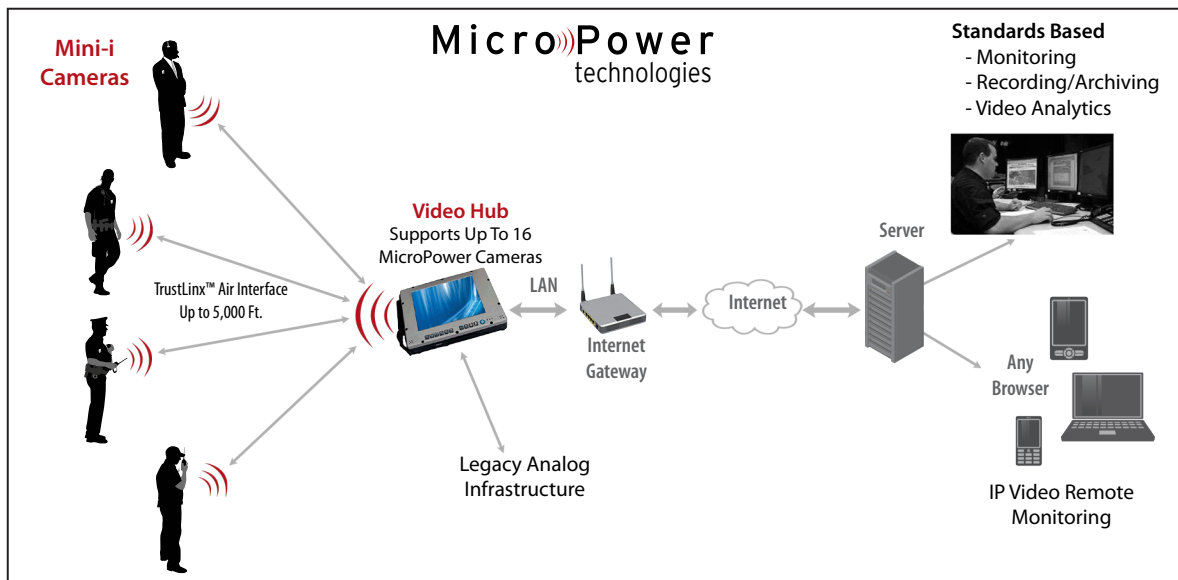 Mini-i
Cameras
Micro Power
technologies
Standards Based
- Monitoring
- Recording/Archiving
- Video Analytics
Video Hub
Supports Up To 16
MicroPower Cameras
TrustLinx™ Air Interface
Up to 5,000 Ft.
LAN
Internet
Gateway
Internet
Server
Any
Browser
Legacy Analog
Infrastructure
IP Video Remote
Monitoring